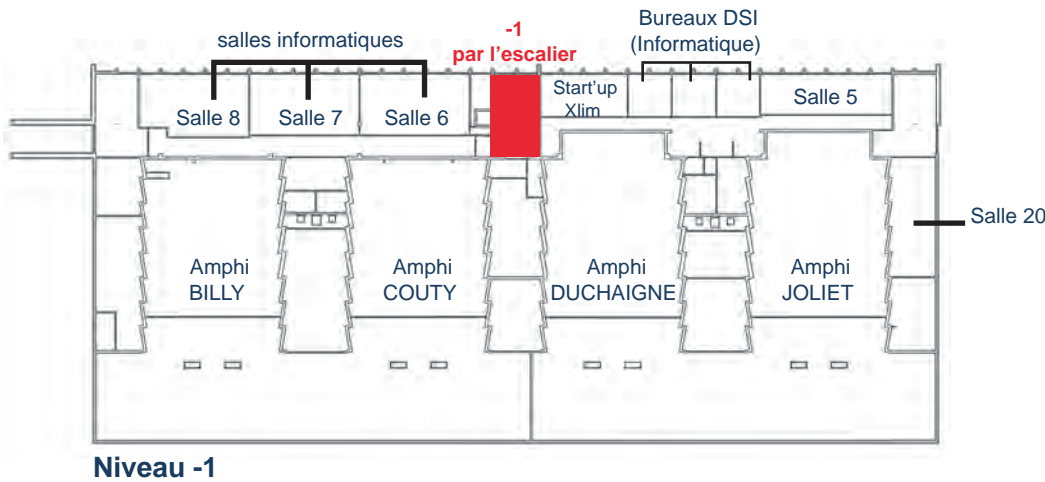 salles informatiques
-1
par l’escalier
Bureaux DSI
(Informatique)
Salle 8
Salle 7
Salle 6
Start’up
Xlim
Salle 5
Salle 20
Amphi
BILLY
Amphi
COUTY
Amphi
DUCHAIGNE
Amphi
JOLIET
Niveau -1